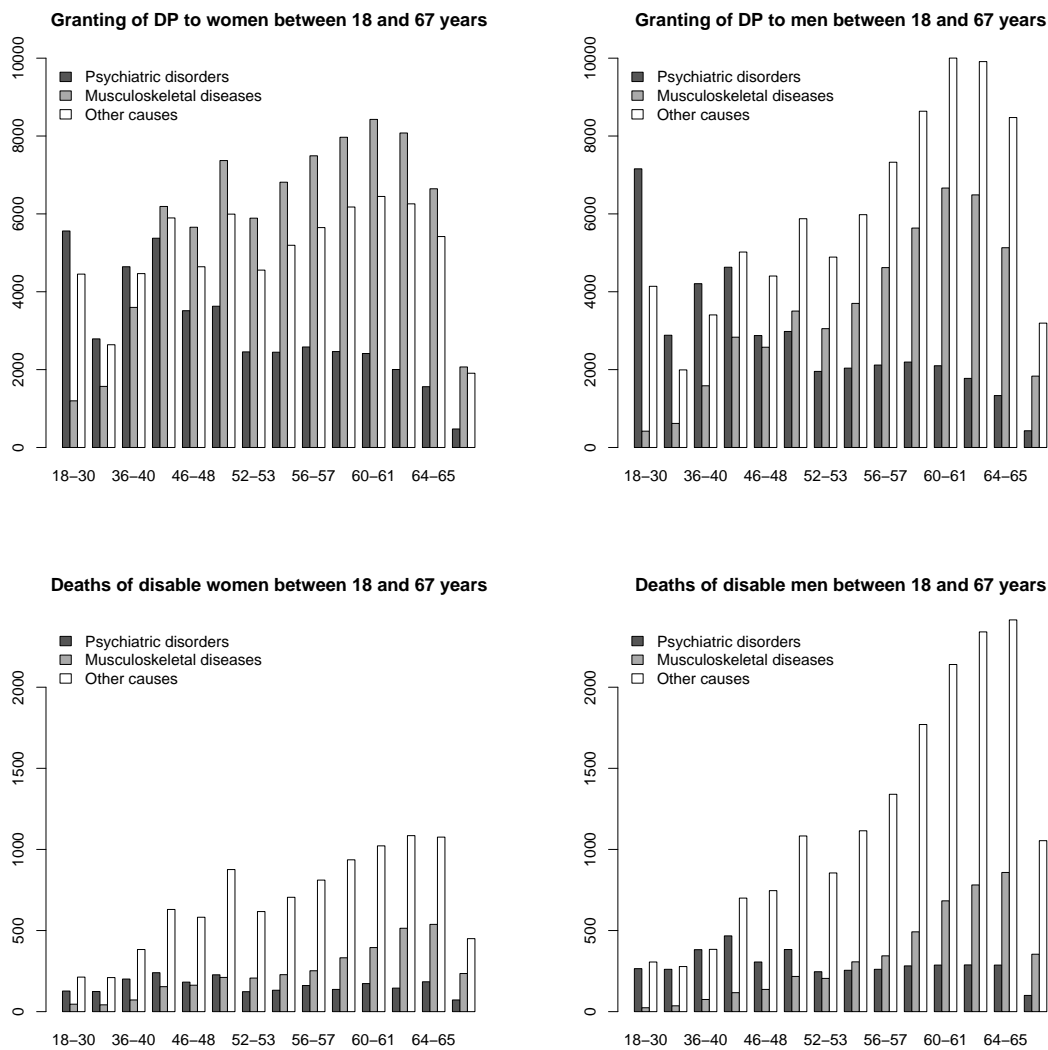 Granting of DP to women between 18 and 67 years
Psychiatric disorders
Musculoskeletal diseases
Other causes
0 2000 4000 6000 8000 10000
18−30 36−40 46−48 52−53 56−57 60−61 64−65
Granting of DP to men between 18 and 67 years
Psychiatric disorders
Musculoskeletal diseases
Other causes
0 2000 4000 6000 8000 10000
18−30 36−40 46−48 52−53 56−57 60−61 64−65
Deaths of disable women between 18 and 67 years
Psychiatric disorders
Musculoskeletal diseases
Other causes
0 500 1000 1500 2000
18−30 36−40 46−48 52−53 56−57 60−61 64−65
Deaths of disable men between 18 and 67 years
Psychiatric disorders
Musculoskeletal diseases
Other causes
0 500 1000 1500 2000
18−30 36−40 46−48 52−53 56−57 60−61 64−65